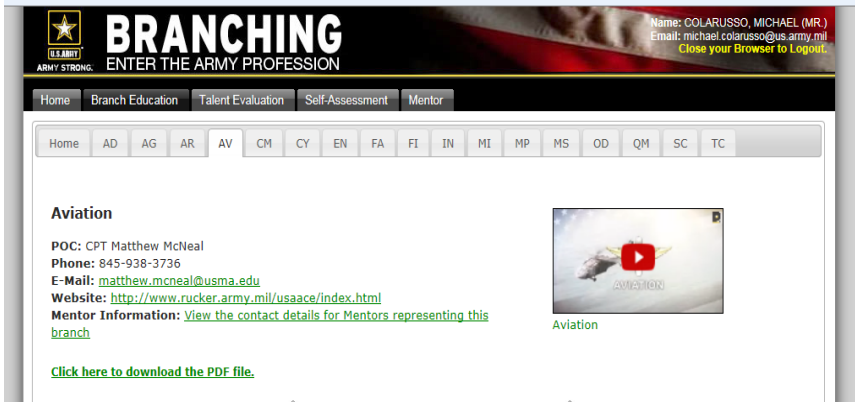 U.S.ARMY
ARMY STRONG.
BRANCHING
ENTER THE ARMY PROFESSION
Name: COLARUSSO, MICHAEL (MR.)
Email: michael.colarusso@us.army.mil
Close your Browser to Logout.
Home Branch Education Talent Evaluation Self-Assessment Mentor
Home AD AG AR AV CM CY EN FA FI IN MI MP MS OD QM SC TC
Aviation
POC: CPT Matthew McNeal
Phone: 845-938-3736
E-Mail: matthew.mcneal@usma.edu
Website: http://www.rucker.army.mil/usaace/index.html
Mentor Information: View the contact details for Mentors representing this
branch
Click here to download the PDF file.
AVIATION
Aviation